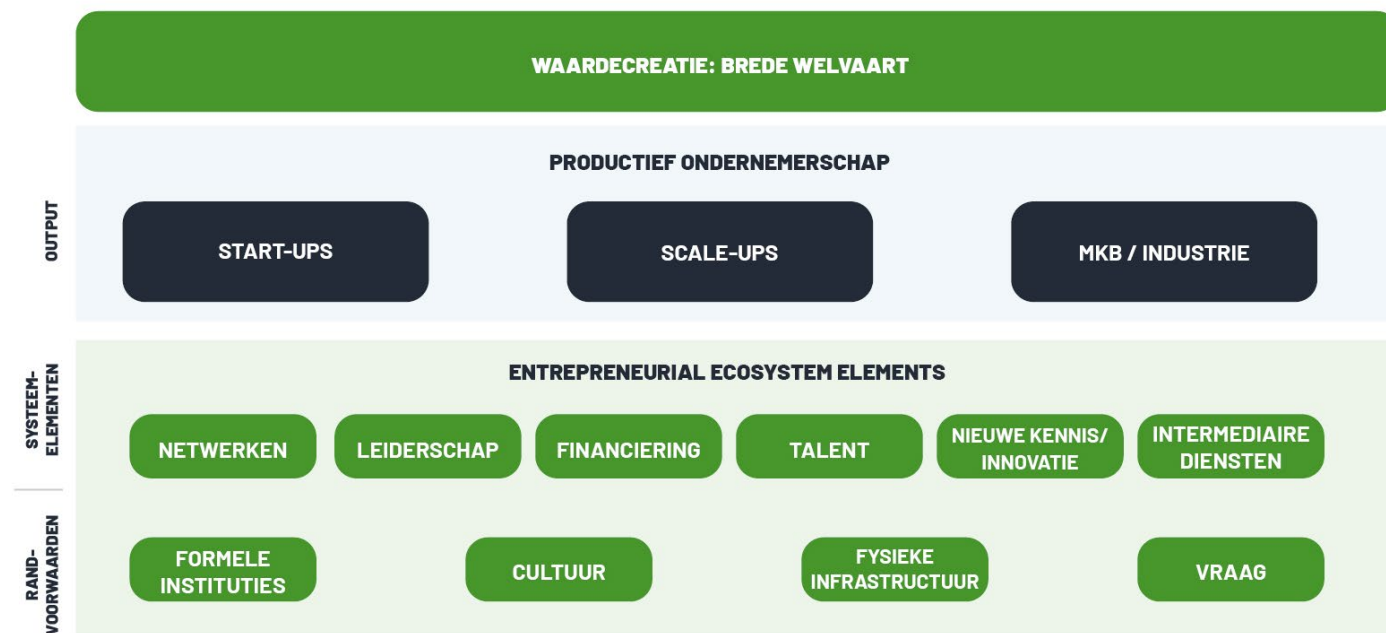 WAARDECREATIE: BREDE WELVAART
OUTPUT
PRODUCTIEF ONDERNEMERSCHAP
START-UPS
SCALE-UPS
MKB / INDUSTRIE
SYSTEEM-
ELEMENTEN
ENTREPRENEURIAL ECOSYSTEM ELEMENTS
NETWERKEN
LEIDERSCHAP
FINANCIERING
TALENT
NIEUWE KENNIS/
INNOVATIE
INTERMEDIAIRE
DIENSTEN
RAND-
VOORWAARDEN
FORMELE
INSTITUTIES
CULTUUR
FYSIEKE
INFRASTRUCTUUR
VRAAG